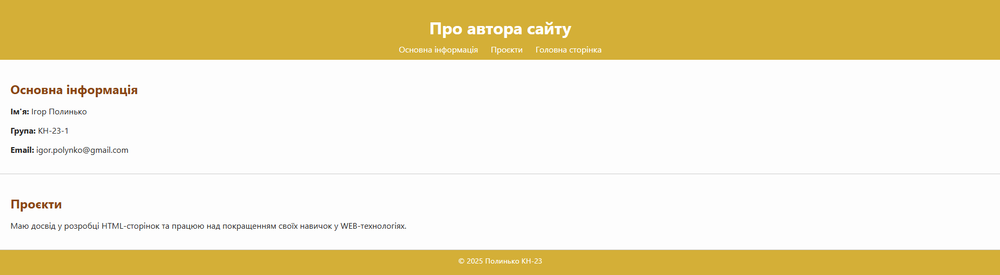 Про автора сайту
Основна інформація Проєкти Головна сторінка
Основна інформація
Ім'я: Ігор Полинько
Група: КН-23-1
Email: igor.polynko@gmail.com
Проєкти
Маю досвід у розробці HTML-сторінок та працюю над покращенням своїх навичок у WEB-технологіях.
© 2025 Полинько КН-23